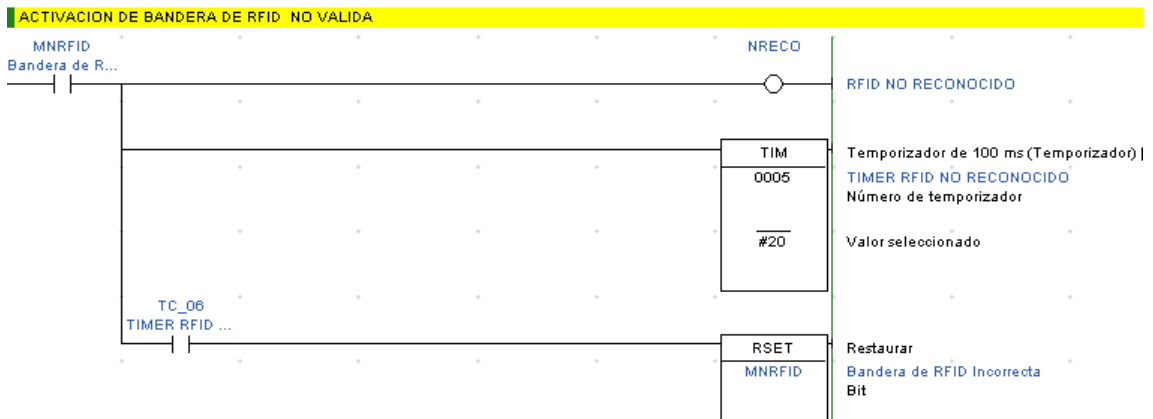 ACTIVACION DE BANDERA DE RFID NO VALIDA
MNRFID
Bandera de R...
NRECO
RFID NO RECONOCIDO
TIM
Temporizador de 100 ms (Temporizador)
0005
TIMER RFID NO RECONOCIDO
Número de temporizador
#20
Valor seleccionado
TC_06
TIMER RFID ...
RSET
Restaurar
MNRFID
Bandera de RFID Incorrecta
Bit